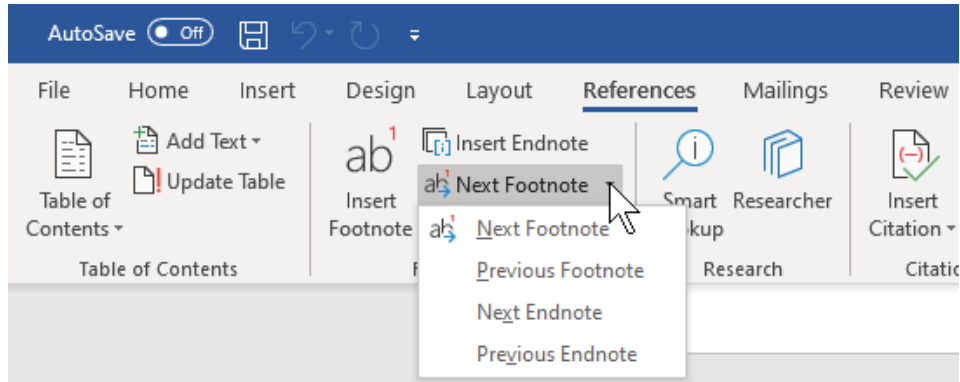 AutoSave Off
File Home Insert Design Layout References Mailings Review
Table of
Contents
Add Text
Update Table
Table of Contents
ab1
Insert
Footnote
Insert Endnote
Next Footnote
Next Footnote
Previous Footnote
Next Endnote
Previous Endnote
Smart
Researcher
Research
Insert
Citation